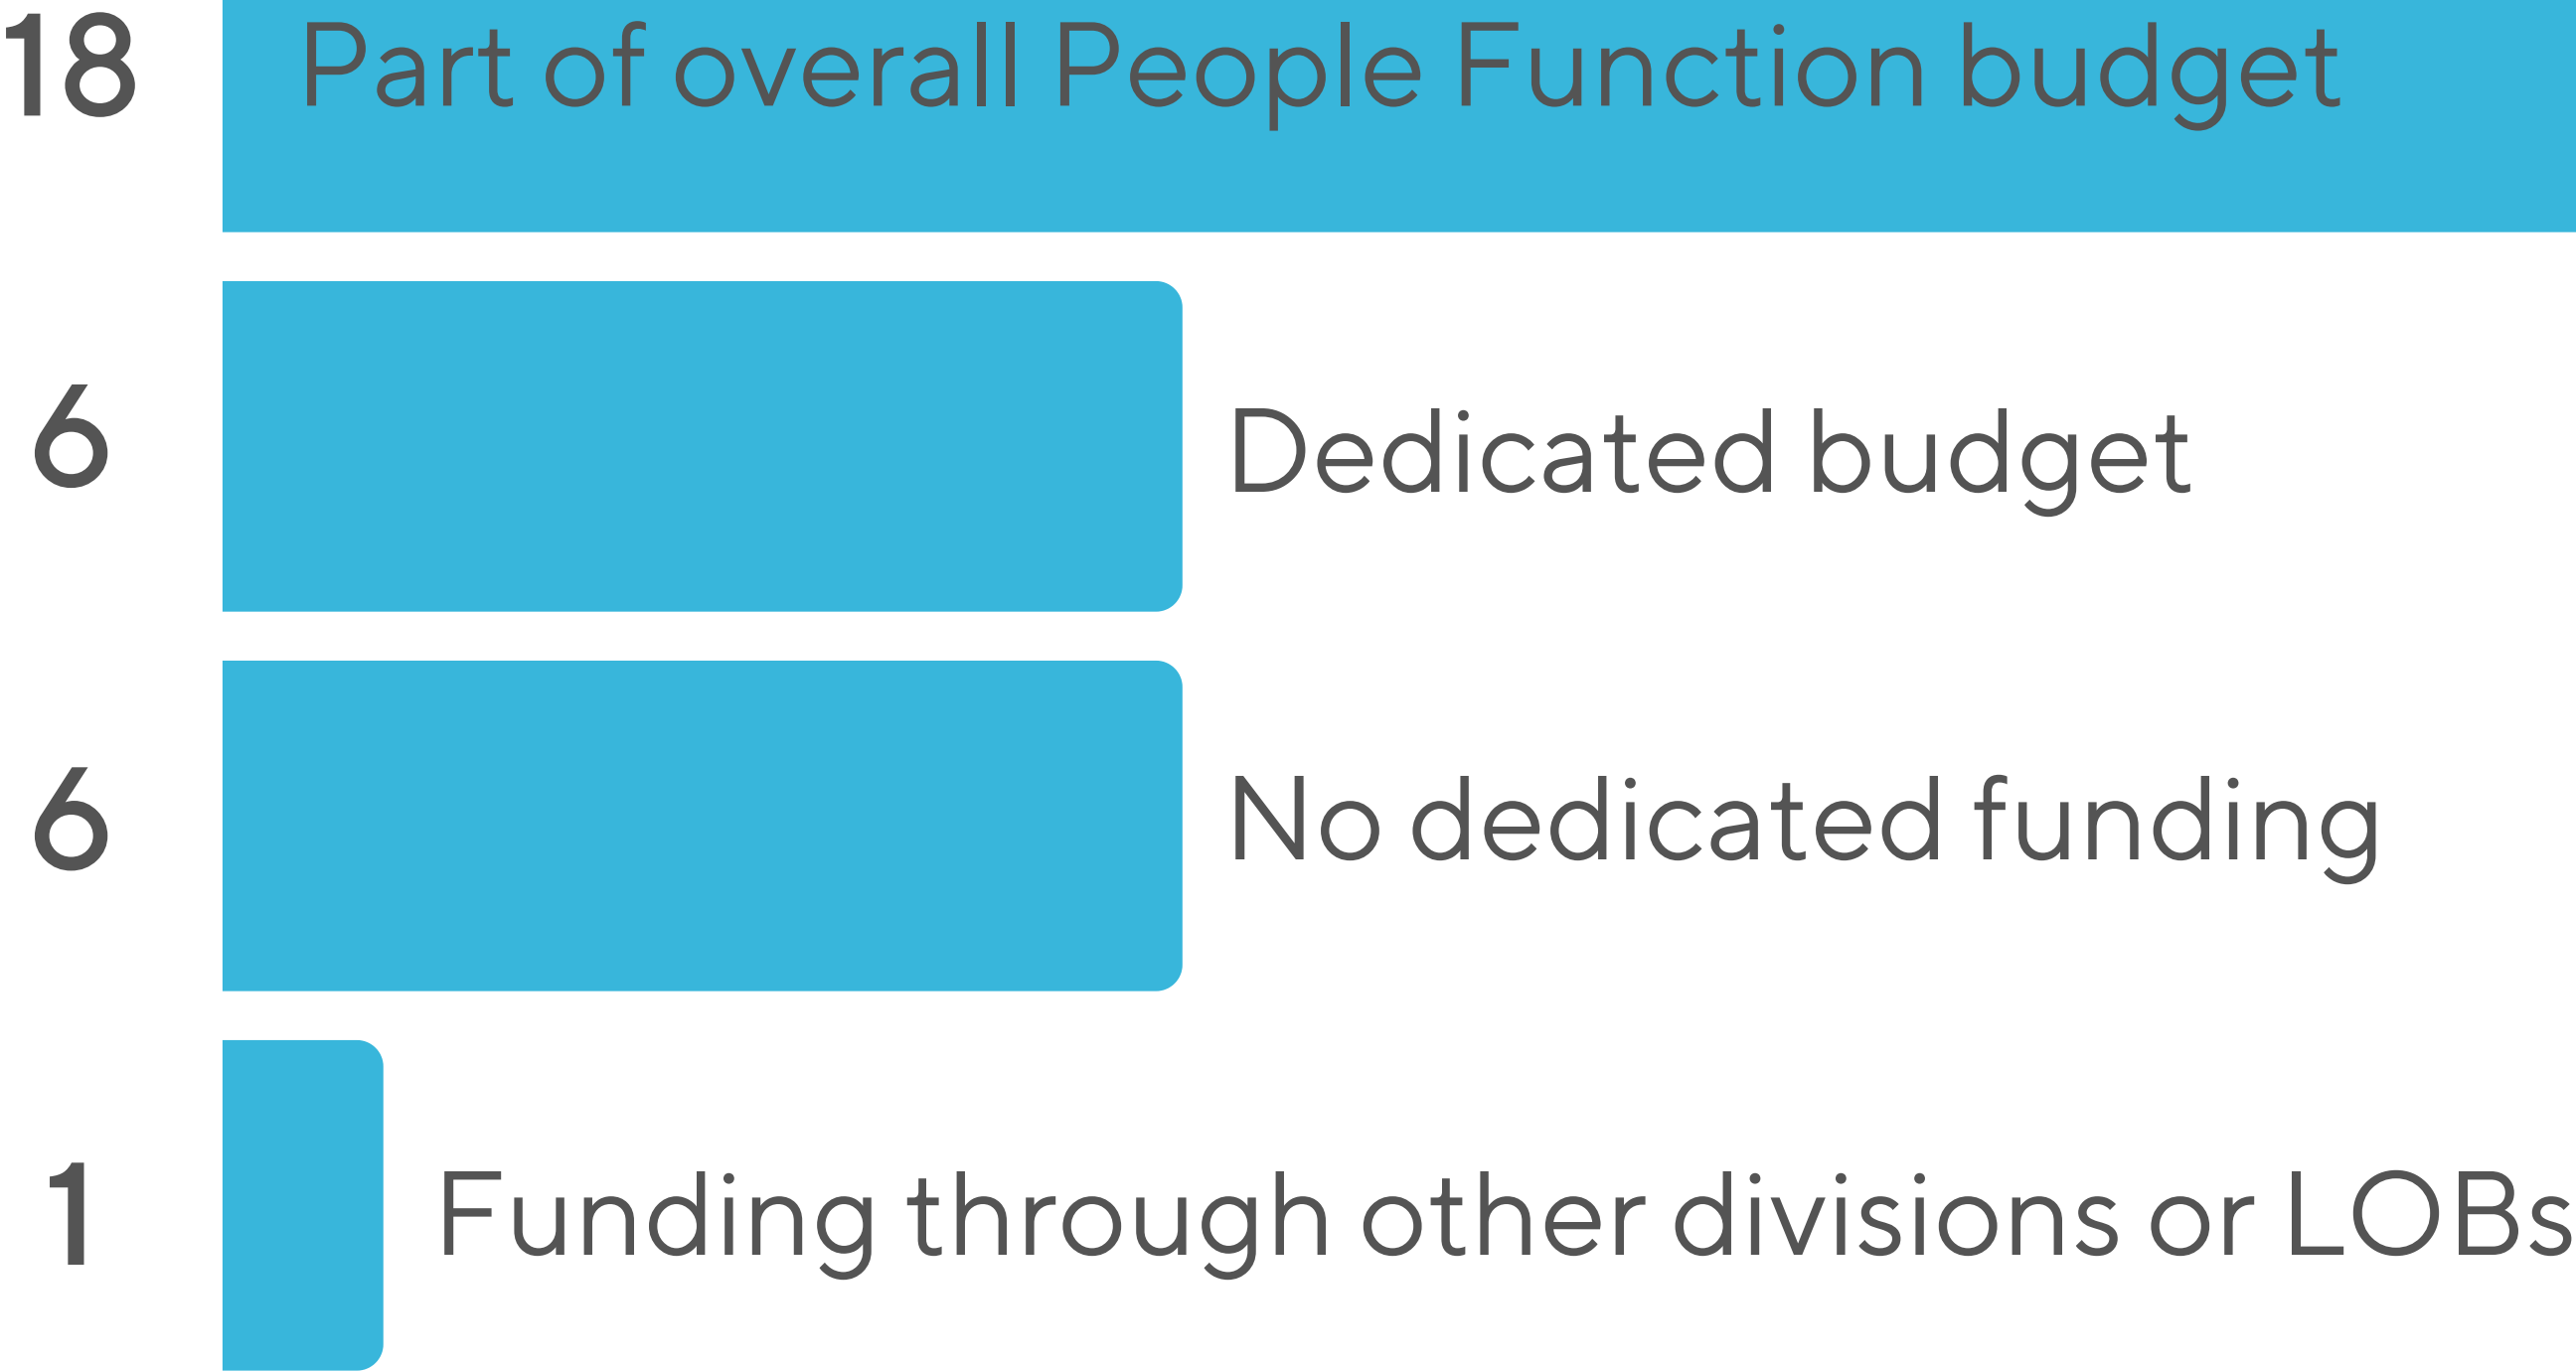 18 Part of overall People Function budget
6 Dedicated budget
6 No dedicated funding
1 Funding through other divisions or LOBs